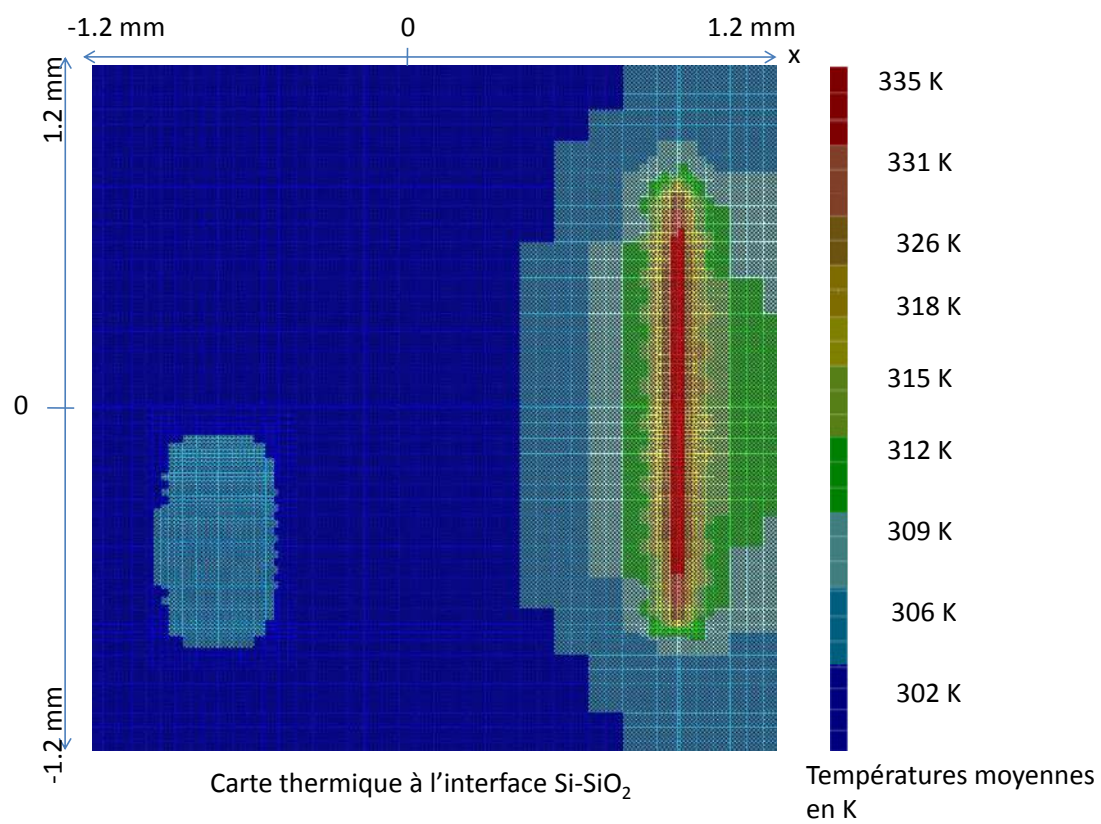 -1.2 mm 0 1.2 mm
x
1.2 mm
335 K
331 K
326 K
318 K
315 K
0
312 K
309 K
306 K
302 K
-1.2 mm
Carte thermique à l'interface Si-SiO₂
Températures moyennes
en K